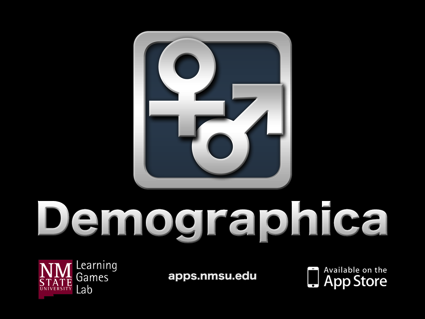 Demographica
NM
STATE
UNIVERSITY
Learning
Games
Lab
apps.nmsu.edu
Available on the
App Store